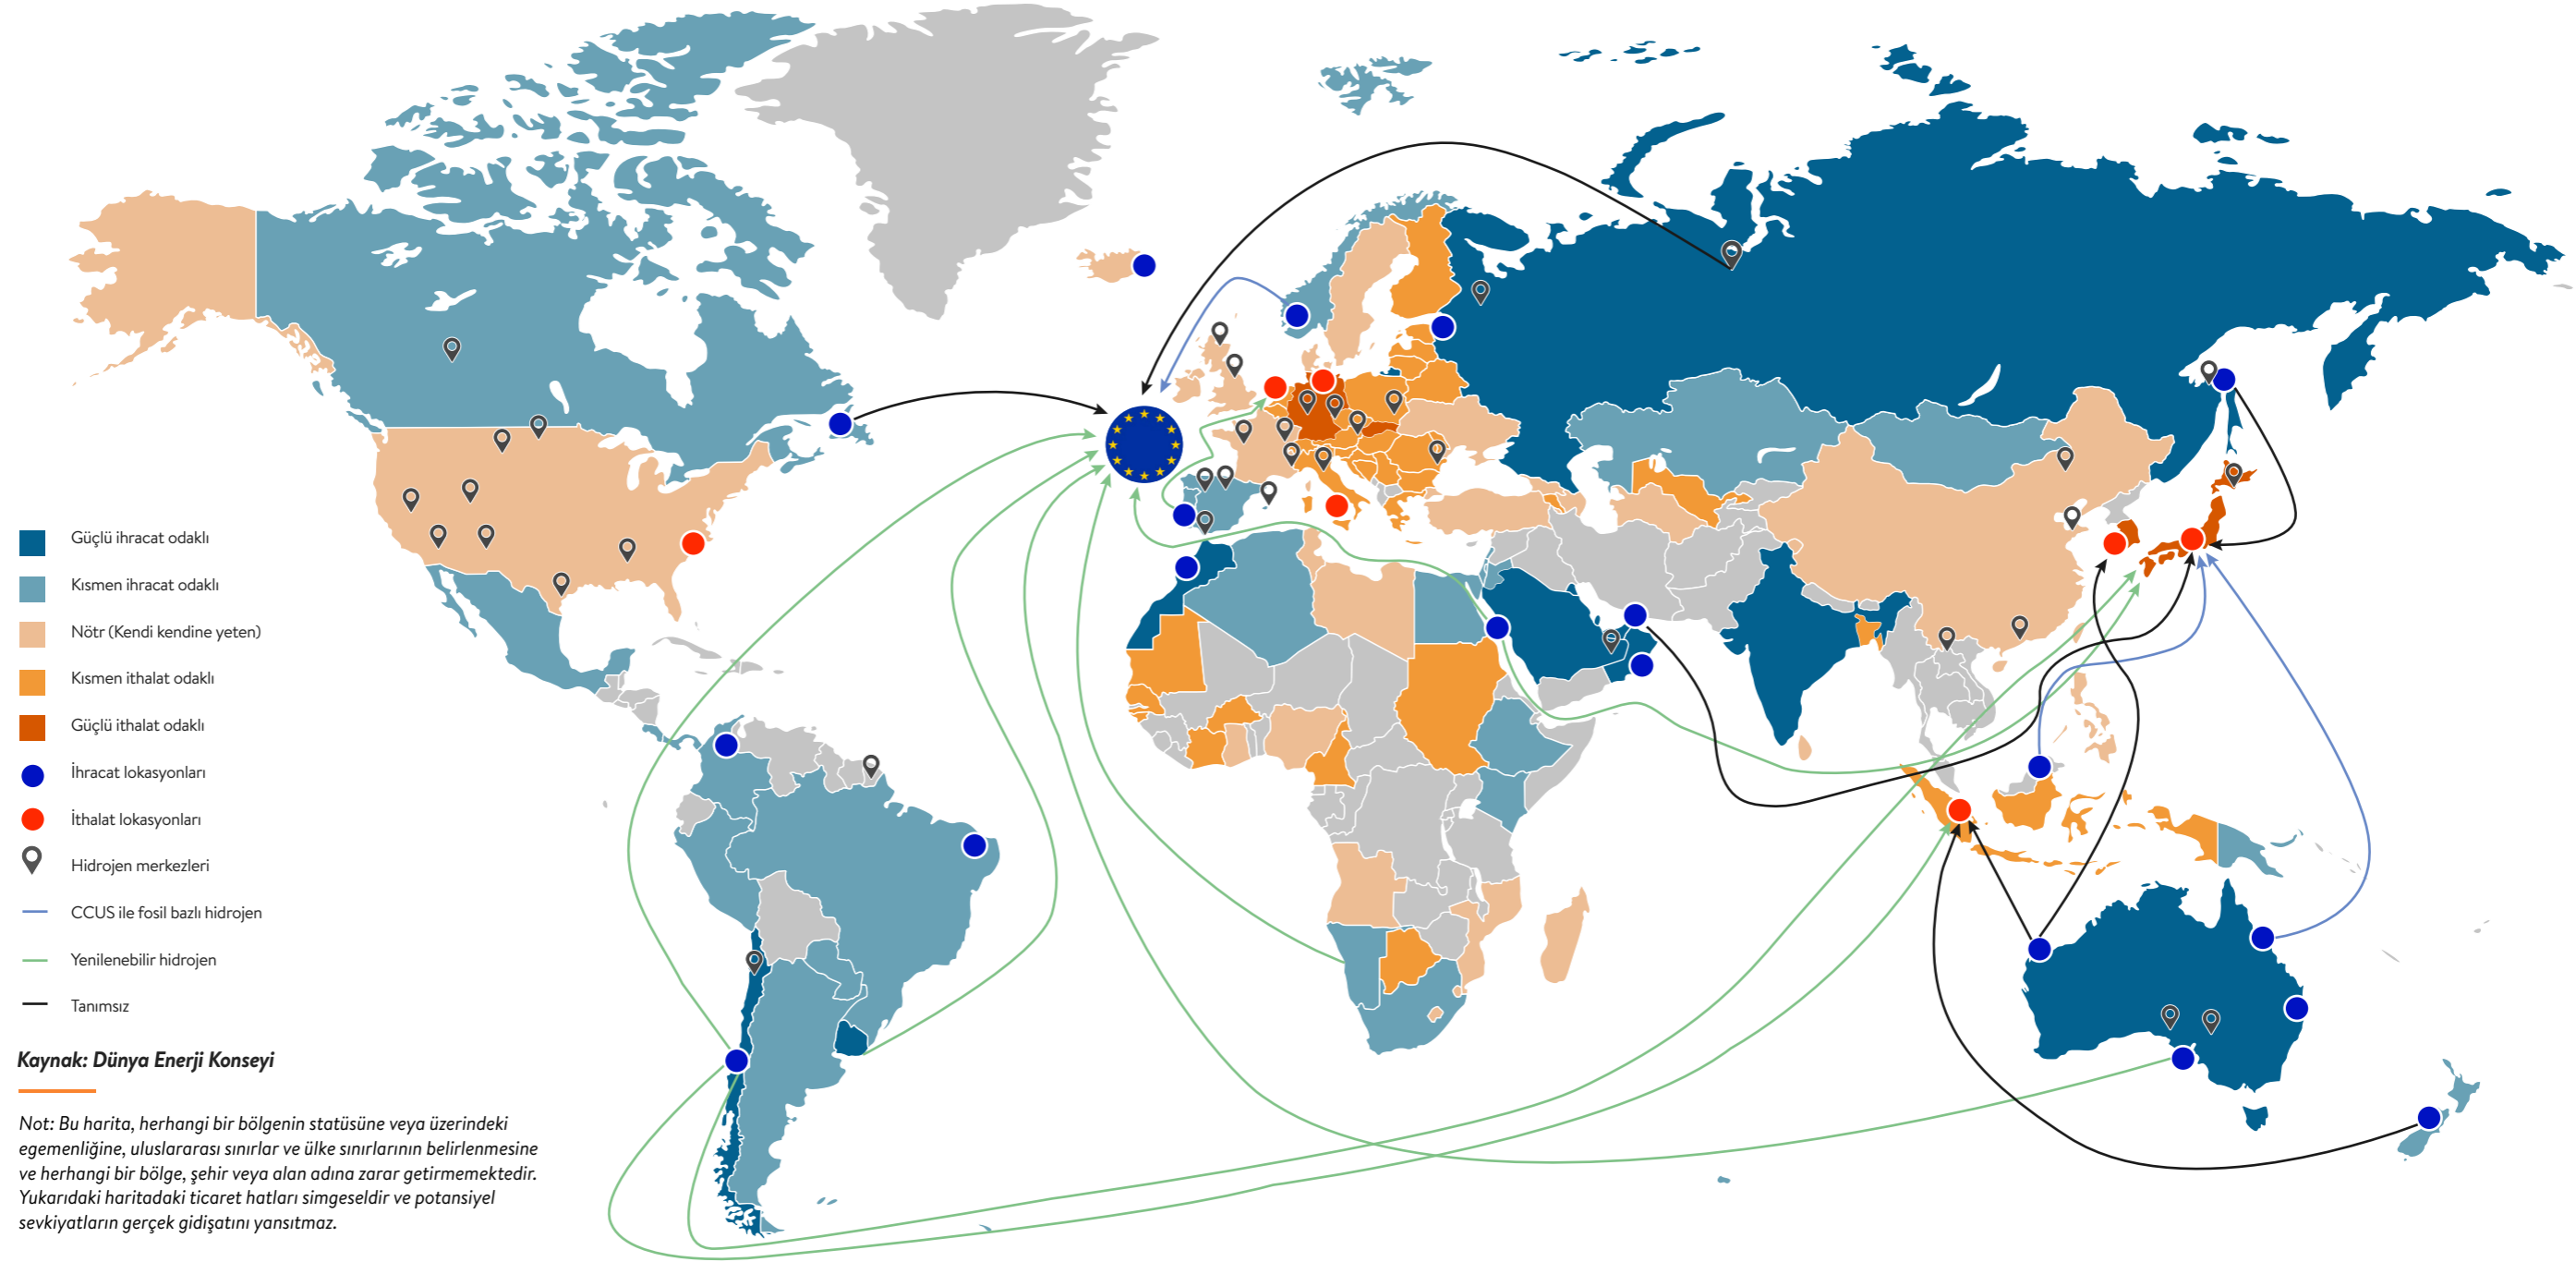 Güçlü ihracat odaklı
Kısmen ihracat odaklı
Nötr (Kendi kendine yeten)
Kısmen ithalat odaklı
Güçlü ithalat odaklı
İhracat lokasyonları
İthalat lokasyonları
Hidrojen merkezleri
CCUS ile fosil bazlı hidrojen
Yenilenebilir hidrojen
Tanımsız
Kaynak: Dünya Enerji Konseyi
Not: Bu harita, herhangi bir bölgenin statüsüne veya üzerindeki
egemenliğine, uluslararası sınırlar ve ülke sınırlarının belirlenmesine
ve herhangi bir bölge, şehir veya alan adına zarar getirmemektedir.
Yukarıdaki haritadaki ticaret hatları simgeseldir ve potansiyel
sevkiyatların gerçek gidişatını yansıtmaz.